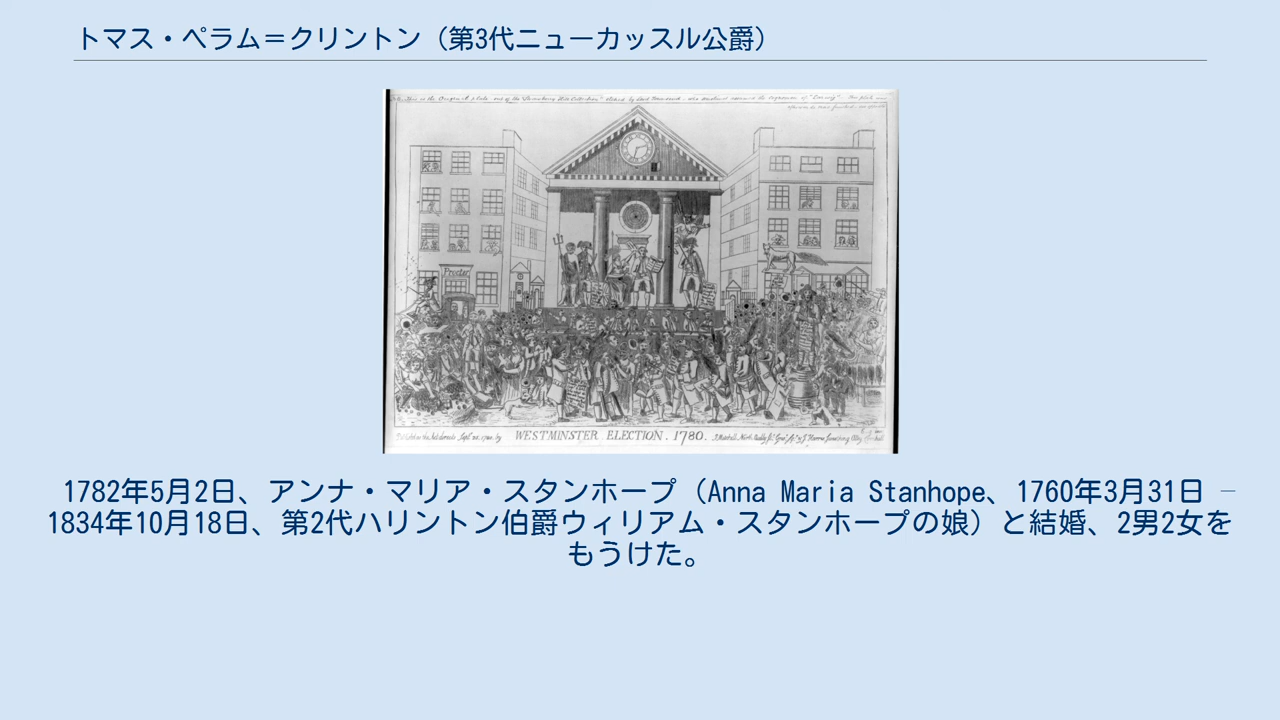 トマス・ペラム＝クリントン（第3代ニューカッスル公爵）
WESTMINSTER ELECTION. 1780.
1782年5月2日、アンナ・マリア・スタンホープ（Anna Maria Stanhope、1760年3月31日 –
1834年10月18日、第2代ハリントン伯爵ウィリアム・スタンホープの娘）と結婚、2男2女を
もうけた。